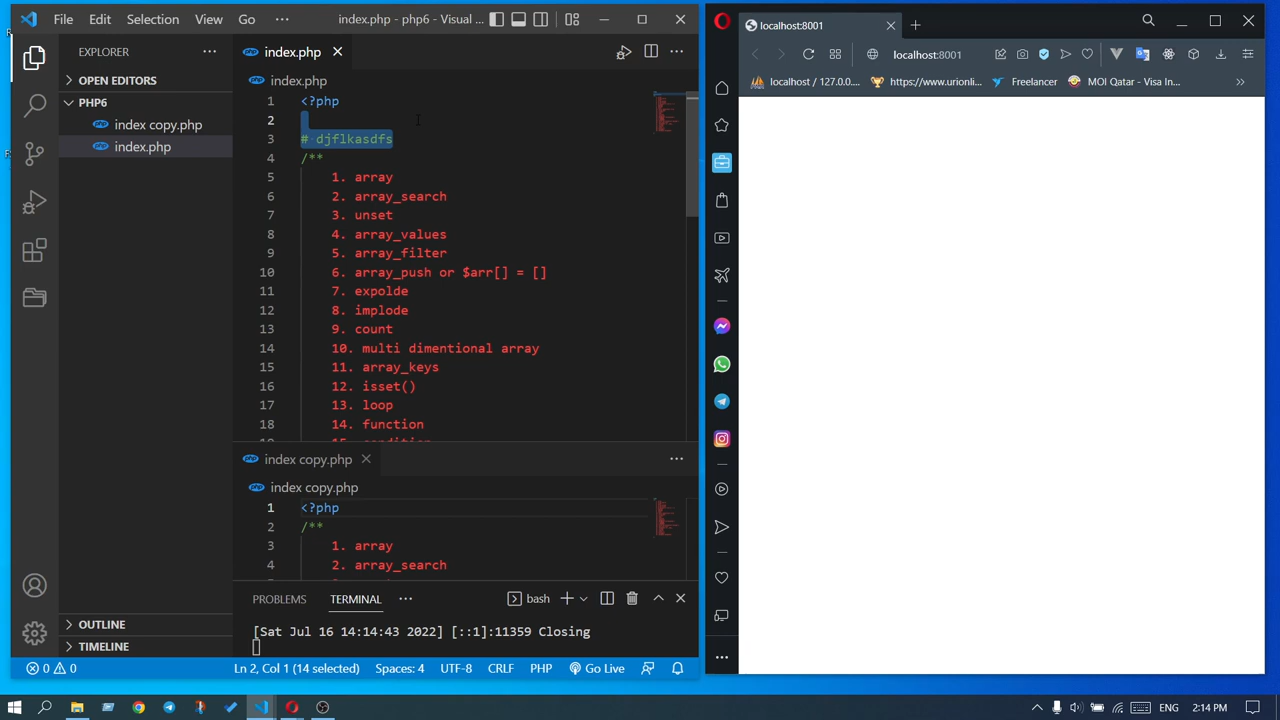 File Edit Selection View Go ··· index.php - php6 - Visual ...
EXPLORER ···
OPEN EDITORS
PHP6
index copy.php
index.php
OUTLINE
TIMELINE
index.php
index.php
1 <?php
2
3 # djflkasdfs
4 /**
5 1. array
6 2. array_search
7 3. unset
8 4. array_values
9 5. array_filter
10 6. array_push or $arr[] = []
11 7. expolde
12 8. implode
13 9. count
14 10. multi dimentional array
15 11. array_keys
16 12. isset()
17 13. loop
18 14. function
index copy.php
index copy.php
1 <?php
2 /**
3 1. array
4 2. array_search
PROBLEMS TERMINAL ··· bash
[Sat Jul 16 14:14:43 2022] [::1]:11359 Closing
0 0 Ln 2, Col 1 (14 selected) Spaces: 4 UTF-8 CRLF PHP Go Live
localhost:8001
localhost:8001
localhost / 127.0.0.... https://www.urionli... Freelancer MOI Qatar - Visa In...
ENG 2:14 PM